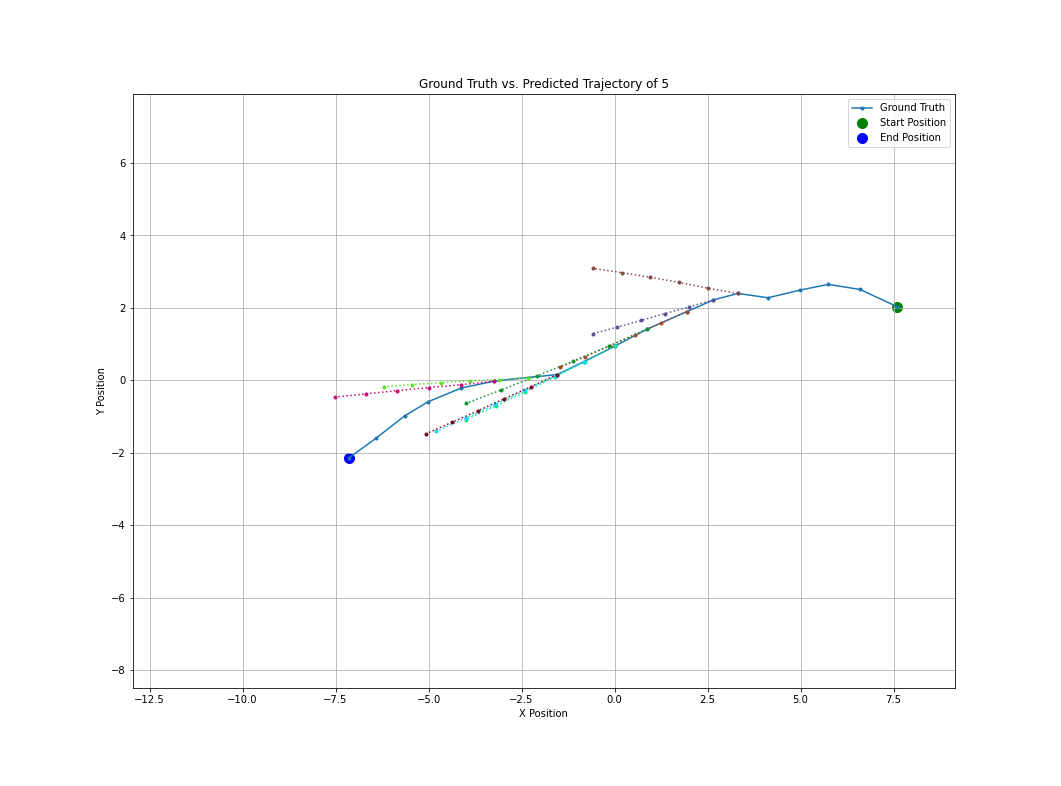 Ground Truth vs. Predicted Trajectory of 5
Ground Truth
Start Position
End Position
6
4
2
0
−2
−4
−6
−8
Y Position
−12.5 −10.0 −7.5 −5.0 −2.5 0.0 2.5 5.0 7.5
X Position